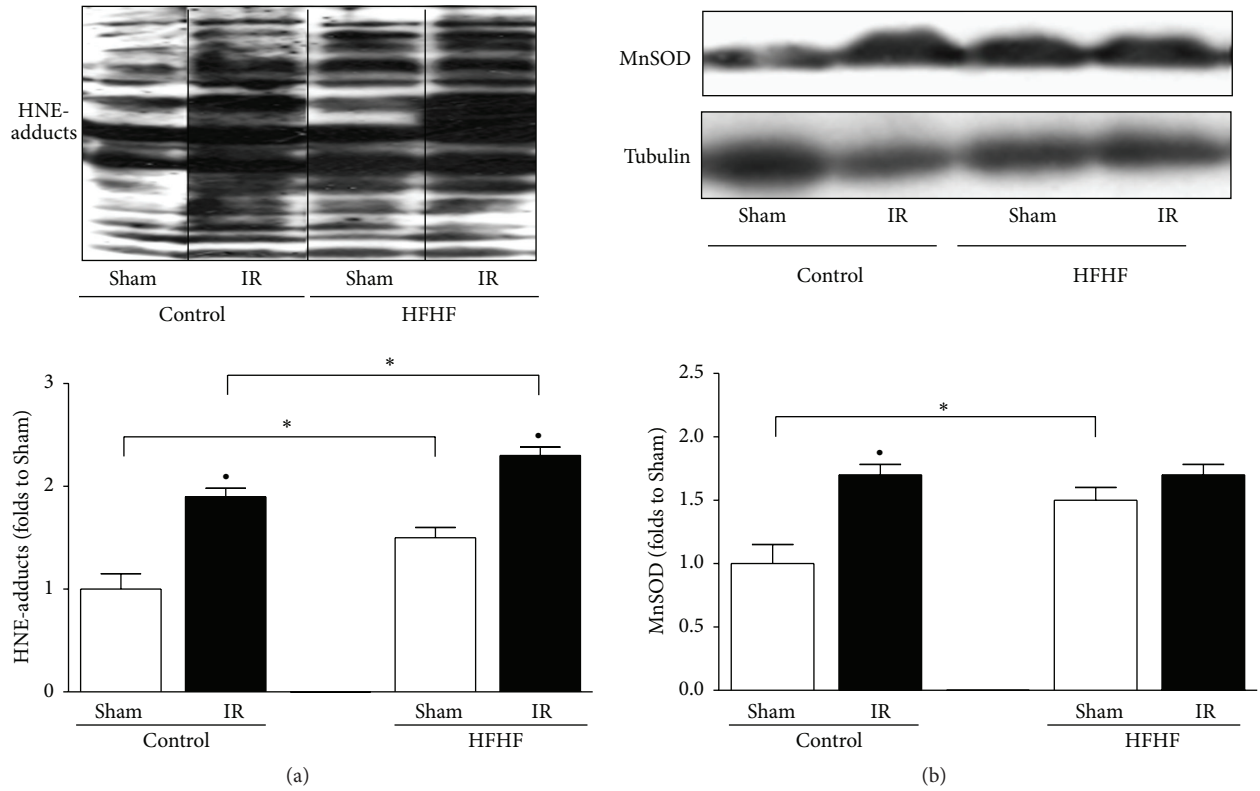 HNE-
adducts
Sham IR Sham IR
Control HFHF
3
2
1
0
HNE-adducts (folds to Sham)
*
*
•
•
Sham IR Sham IR
Control HFHF
(a)
MnSOD
Tubulin
Sham IR Sham IR
Control HFHF
2.5
2.0
1.5
1.0
0.5
0.0
MnSOD (folds to Sham)
*
•
Sham IR Sham IR
Control HFHF
(b)